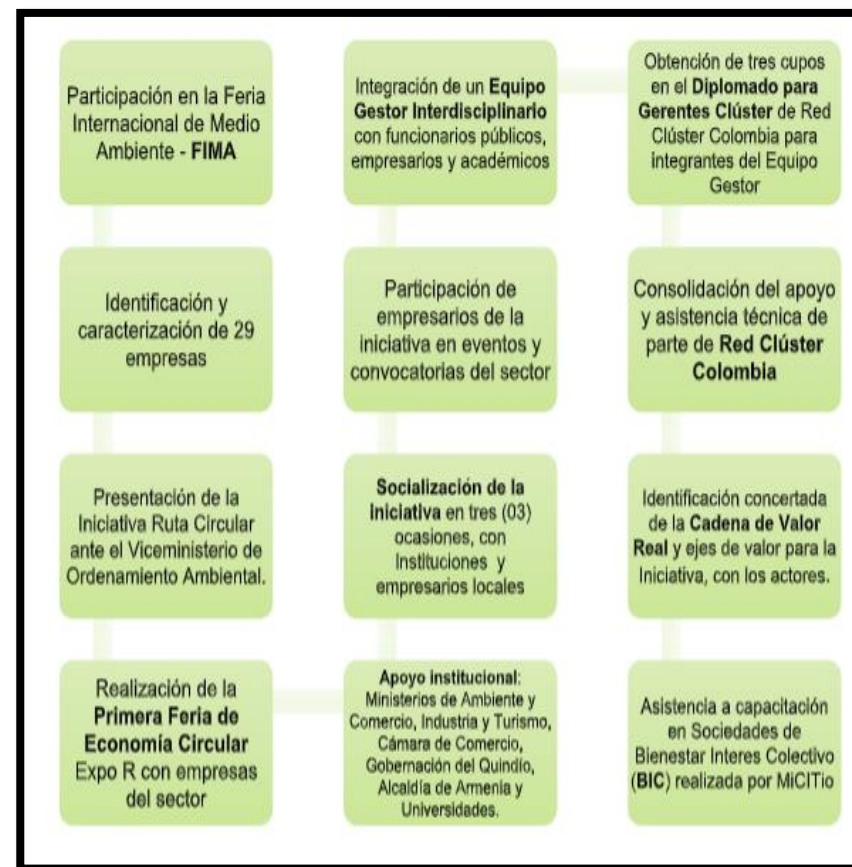 Participación en la Feria
Internacional de Medio
Ambiente - FIMA
Identificación y
caracterización de 29
empresas
Presentación de la
Iniciativa Ruta Circular
ante el Viceministerio de
Ordenamiento Ambiental.
Realización de la
Primera Feria de
Economía Circular
Expo R con empresas
del sector
Apoyo institucional:
Ministerios de Ambiente y
Comercio, Industria y Turismo,
Cámara de Comercio,
Gobernación del Quindío,
Alcaldía de Armenia y
Universidades.
Socialización de la
iniciativa en tres (03)
ocasiones, con
Instituciones y
empresarios locales
Participación de
empresarios de la
iniciativa en eventos y
convocatorias del sector
Integración de un Equipo
Gestor Interdisciplinario
con funcionarios públicos,
empresarios y académicos
Obtención de tres cupos
en el Diplomado para
Gerentes Clúster de Red
Clúster Colombia para
integrantes del Equipo
Gestor
Consolidación del apoyo
y asistencia técnica de
parte de Red Clúster
Colombia
Identificación concertada
de la Cadena de Valor
Real y ejes de valor para la
Iniciativa, con los actores.
Asistencia a capacitación
en Sociedades de
Bienestar Interes Colectivo
(BIC) realizada por MiCITio